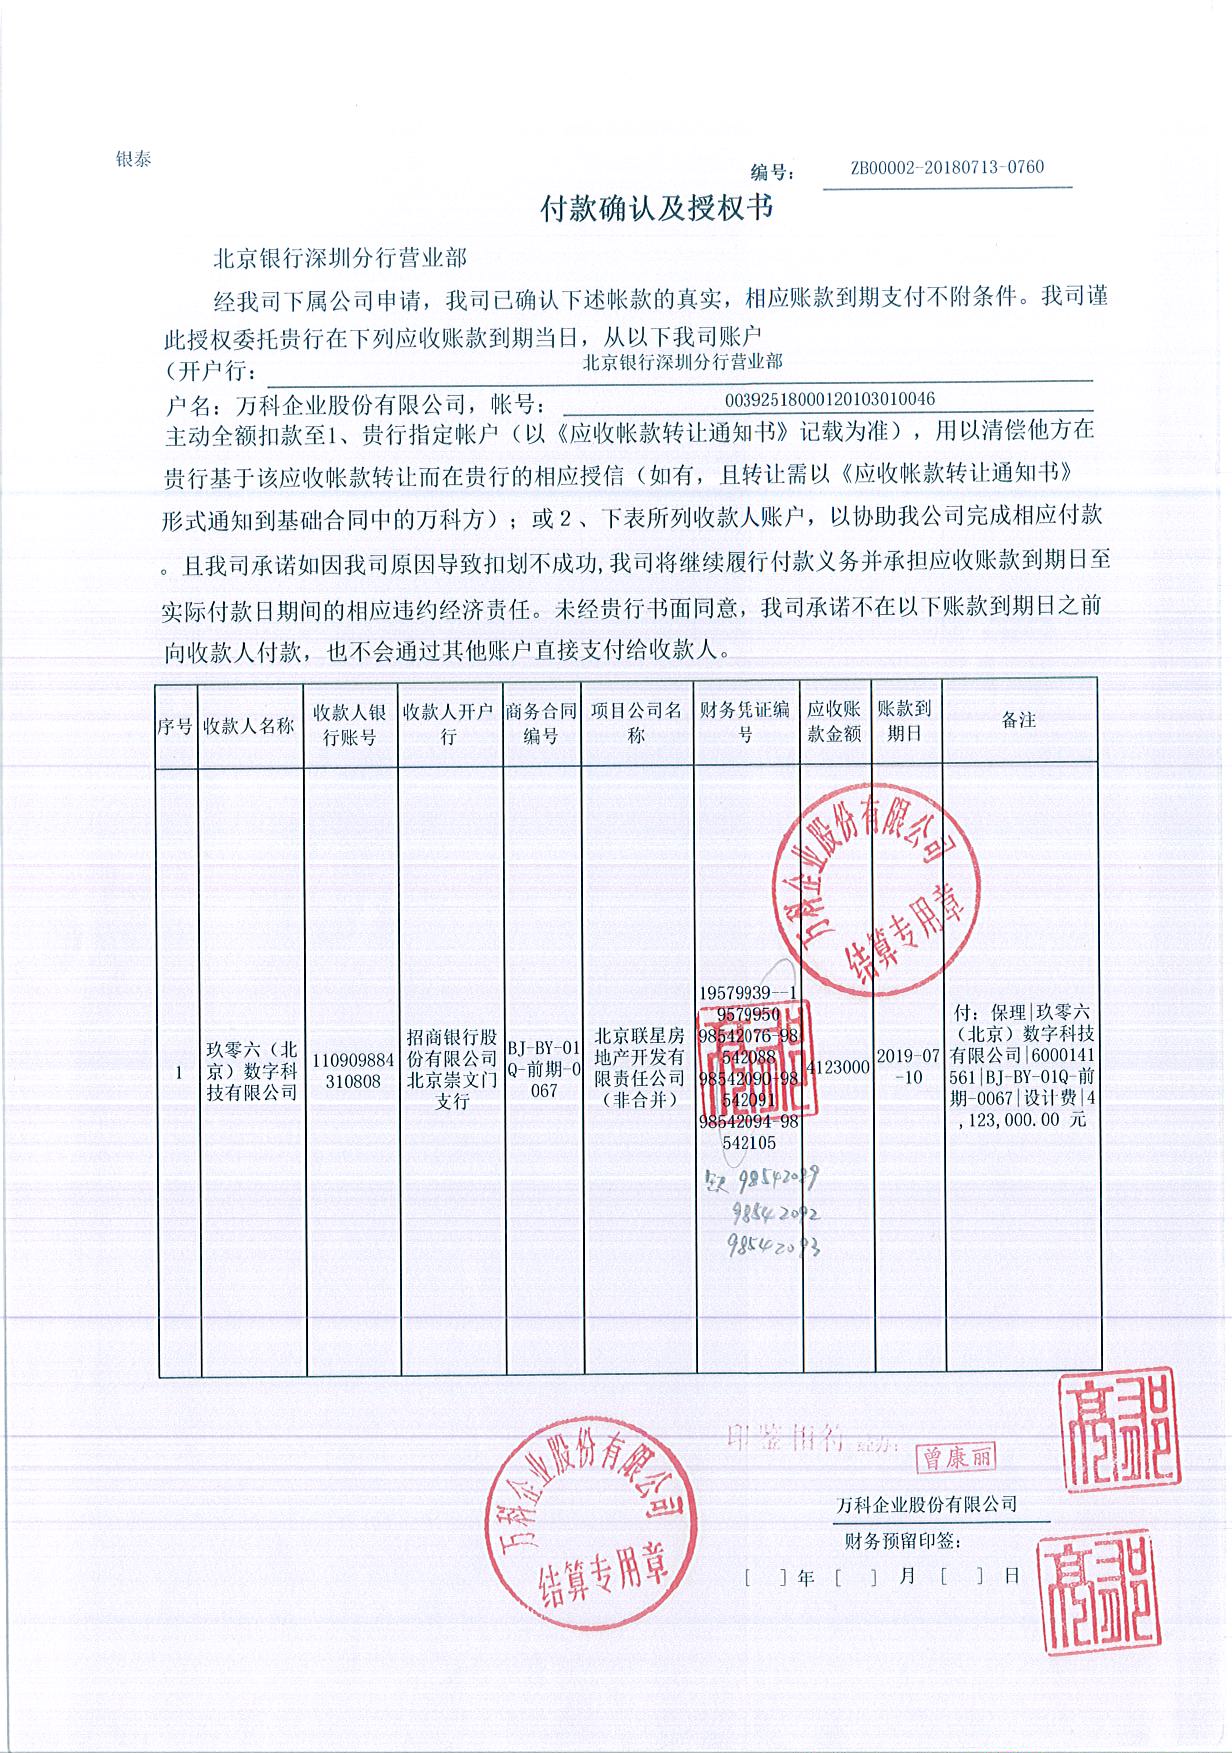 银泰
编号： ZB00002-20180713-0760
付款确认及授权书
北京银行深圳分行营业部
经我司下属公司申请，我司已确认下述帐款的真实，相应账款到期支付不附条件。我司谨
此授权委托贵行在下列应收账款到期当日，从以下我司账户
（开户行： 北京银行深圳分行营业部
户名：万科企业股份有限公司，帐号： 00392518000120103010046
主动全额扣款至1、贵行指定帐户（以《应收帐款转让通知书》记载为准），用以清偿他方在
贵行基于该应收帐款转让而在贵行的相应授信（如有，且转让需以《应收帐款转让通知书》
形式通知到基础合同中的万科方）；或２、下表所列收款人账户，以协助我公司完成相应付款
。且我司承诺如因我司原因导致扣划不成功,我司将继续履行付款义务并承担应收账款到期日至
实际付款日期间的相应违约经济责任。未经贵行书面同意，我司承诺不在以下账款到期日之前
向收款人付款，也不会通过其他账户直接支付给收款人。
序号
收款人名称
收款人银
行账号
收款人开户
行
商务合同
编号
项目公司名
称
财务凭证编
号
应收账
款金额
账款到
期日
备注
1
玖零六（北
京）数字科
技有限公司
110909884
310808
招商银行股
份有限公司
北京崇文门
支行
BJ-BY-01
Q-前期-0
067
北京联星房
地产开发有
限责任公司
（非合并）
19579939--1
9579950
98542076-98
542088
98542090-98
542091
98542094-98
542105
98542089
98542092
98542093
4123000
2019-07
-10
付：保理|玖零六
（北京）数字科技
有限公司|6000141
561|BJ-BY-01Q-前
期-0067|设计费|4
,123,000.00 元
万科企业股份有限公司
结算专用章
万科企业股份有限公司
结算专用章
印鉴相符 经办：
曾康丽
万科企业股份有限公司
财务预留印签：
[ ]年 [ ] 月 [ ] 日